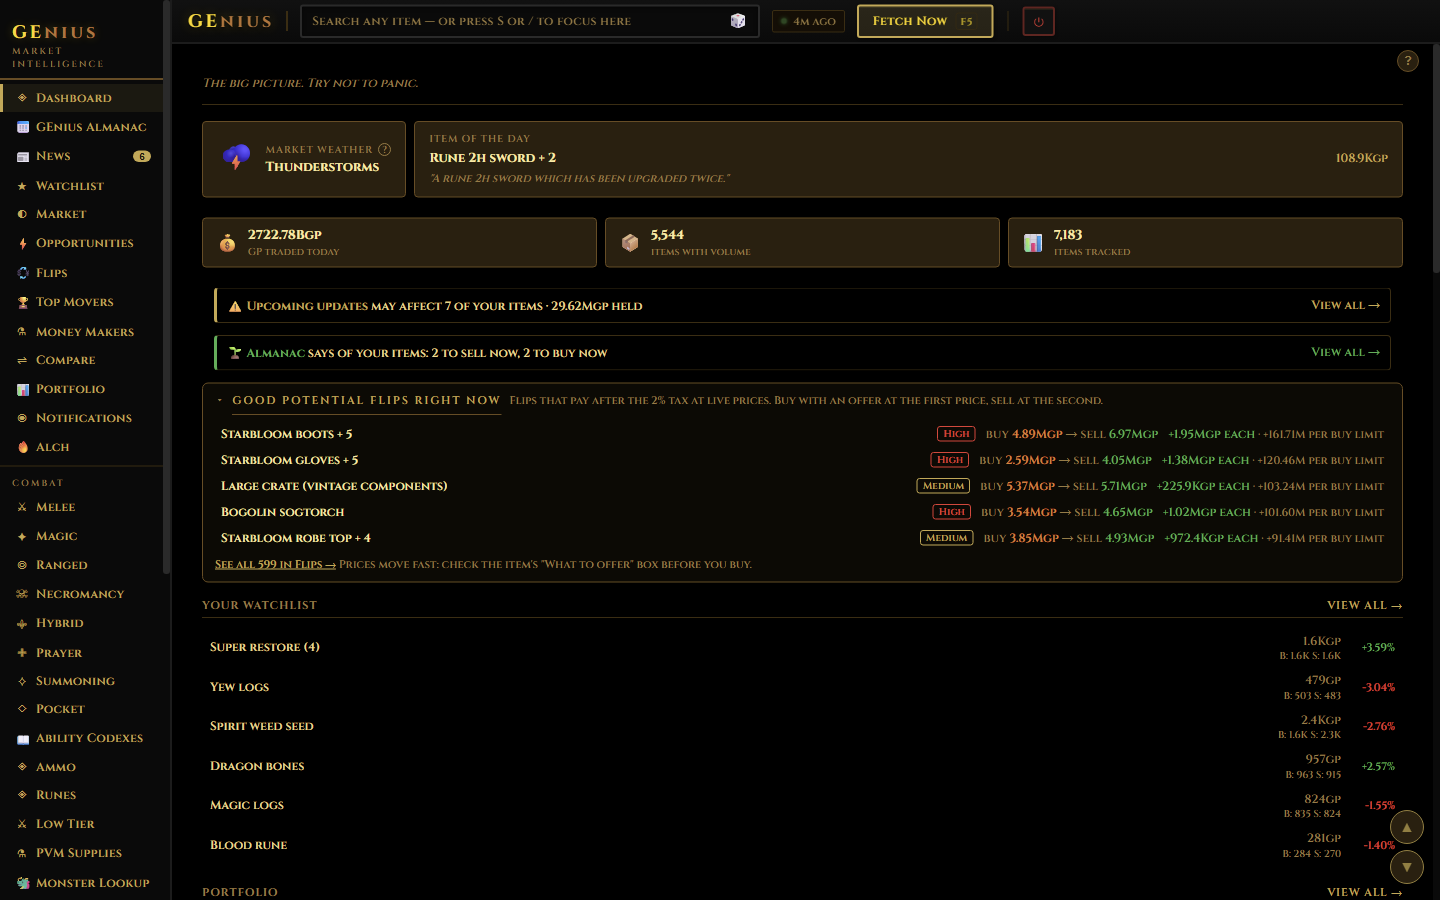 GENIUS
MARKET INTELLIGENCE
DASHBOARD
GENIUS ALMANAC
NEWS 6
WATCHLIST
MARKET
OPPORTUNITIES
FLIPS
TOP MOVERS
MONEY MAKERS
COMPARE
PORTFOLIO
NOTIFICATIONS
ALCH
COMBAT
MELEE
MAGIC
RANGED
NECROMANCY
HYBRID
PRAYER
SUMMONING
POCKET
ABILITY CODEXES
AMMO
RUNES
LOW TIER
PVM SUPPLIES
MONSTER LOOKUP
GENIUS
SEARCH ANY ITEM — OR PRESS S OR / TO FOCUS HERE
4M AGO
FETCH NOW F5
?
THE BIG PICTURE. TRY NOT TO PANIC.
MARKET WEATHER ?
THUNDERSTORMS
ITEM OF THE DAY
RUNE 2H SWORD + 2 108.9KGP
"A RUNE 2H SWORD WHICH HAS BEEN UPGRADED TWICE."
2722.78BGP
GP TRADED TODAY
5,544
ITEMS WITH VOLUME
7,183
ITEMS TRACKED
UPCOMING UPDATES MAY AFFECT 7 OF YOUR ITEMS · 29.62MGP HELD VIEW ALL →
ALMANAC SAYS OF YOUR ITEMS: 2 TO SELL NOW, 2 TO BUY NOW VIEW ALL →
GOOD POTENTIAL FLIPS RIGHT NOW FLIPS THAT PAY AFTER THE 2% TAX AT LIVE PRICES. BUY WITH AN OFFER AT THE FIRST PRICE, SELL AT THE SECOND.
STARBLOOM BOOTS + 5 HIGH BUY 4.89MGP → SELL 6.97MGP +1.95MGP EACH · +161.71M PER BUY LIMIT
STARBLOOM GLOVES + 5 HIGH BUY 2.59MGP → SELL 4.05MGP +1.38MGP EACH · +120.46M PER BUY LIMIT
LARGE CRATE (VINTAGE COMPONENTS) MEDIUM BUY 5.37MGP → SELL 5.71MGP +225.9KGP EACH · +103.24M PER BUY LIMIT
BOGOLIN SOGTORCH HIGH BUY 3.54MGP → SELL 4.65MGP +1.02MGP EACH · +101.60M PER BUY LIMIT
STARBLOOM ROBE TOP + 4 MEDIUM BUY 3.85MGP → SELL 4.93MGP +972.4KGP EACH · +91.41M PER BUY LIMIT
SEE ALL 599 IN FLIPS → PRICES MOVE FAST: CHECK THE ITEM'S "WHAT TO OFFER" BOX BEFORE YOU BUY.
YOUR WATCHLIST VIEW ALL →
SUPER RESTORE (4) 1.6KGP +3.59%
B: 1.6K S: 1.6K
YEW LOGS 479GP -3.04%
B: 503 S: 483
SPIRIT WEED SEED 2.4KGP -2.76%
B: 1.6K S: 2.3K
DRAGON BONES 957GP +2.57%
B: 963 S: 915
MAGIC LOGS 824GP -1.55%
B: 835 S: 824
BLOOD RUNE 281GP -1.40%
B: 284 S: 270
PORTFOLIO VIEW ALL →